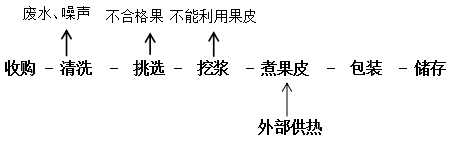 废水、噪声 不合格果 不能利用果皮
收购 - 清洗 - 挑选 - 挖浆 - 煮果皮 - 包装 - 储存
外部供热